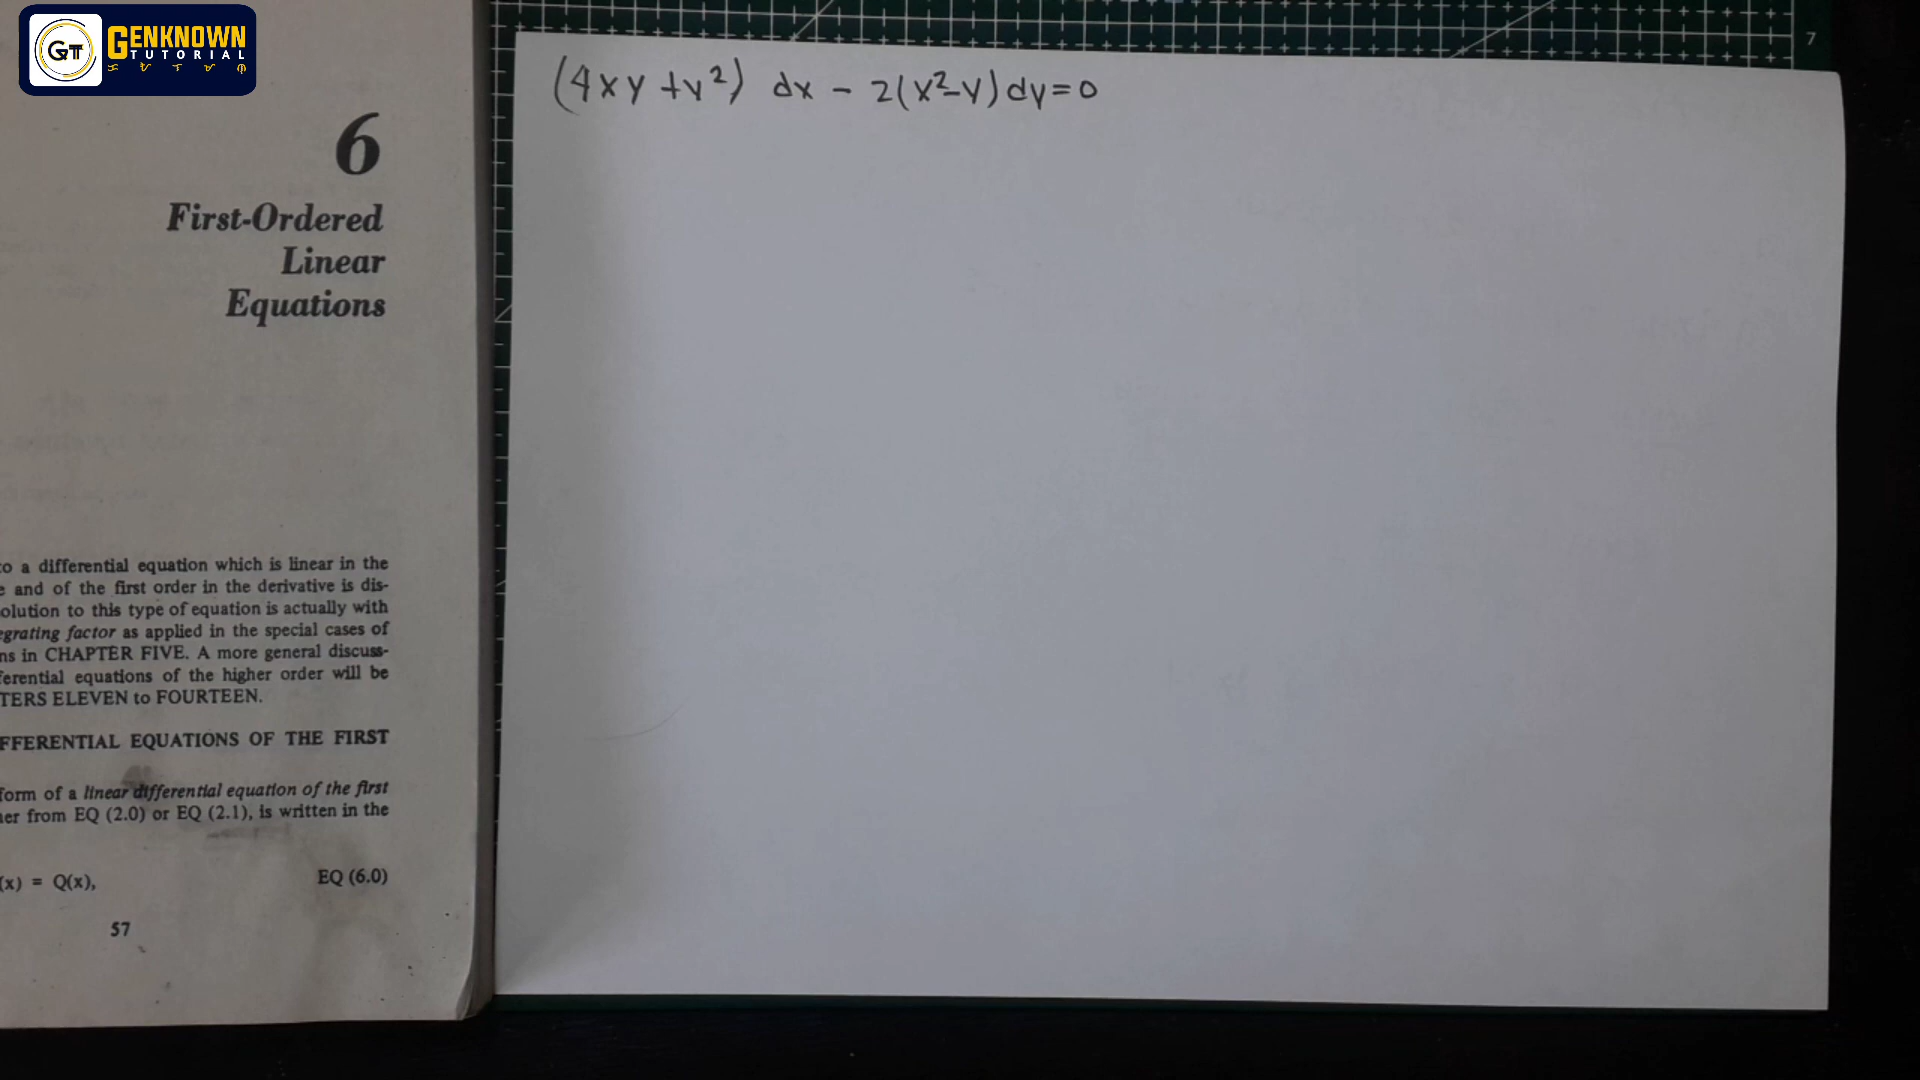 GT GENKNOWN
TUTORIAL
7
(4xy + y²) dx - 2(x²-y) dy = 0
6
First-Ordered
Linear
Equations
to a differential equation which is linear in the
e and of the first order in the derivative is dis-
olution to this type of equation is actually with
egrating factor as applied in the special cases of
ns in CHAPTER FIVE. A more general discuss-
ferential equations of the higher order will be
TERS ELEVEN to FOURTEEN.
FFERENTIAL EQUATIONS OF THE FIRST
form of a linear differential equation of the first
ner from EQ (2.0) or EQ (2.1), is written in the
(x) = Q(x), EQ (6.0)
57